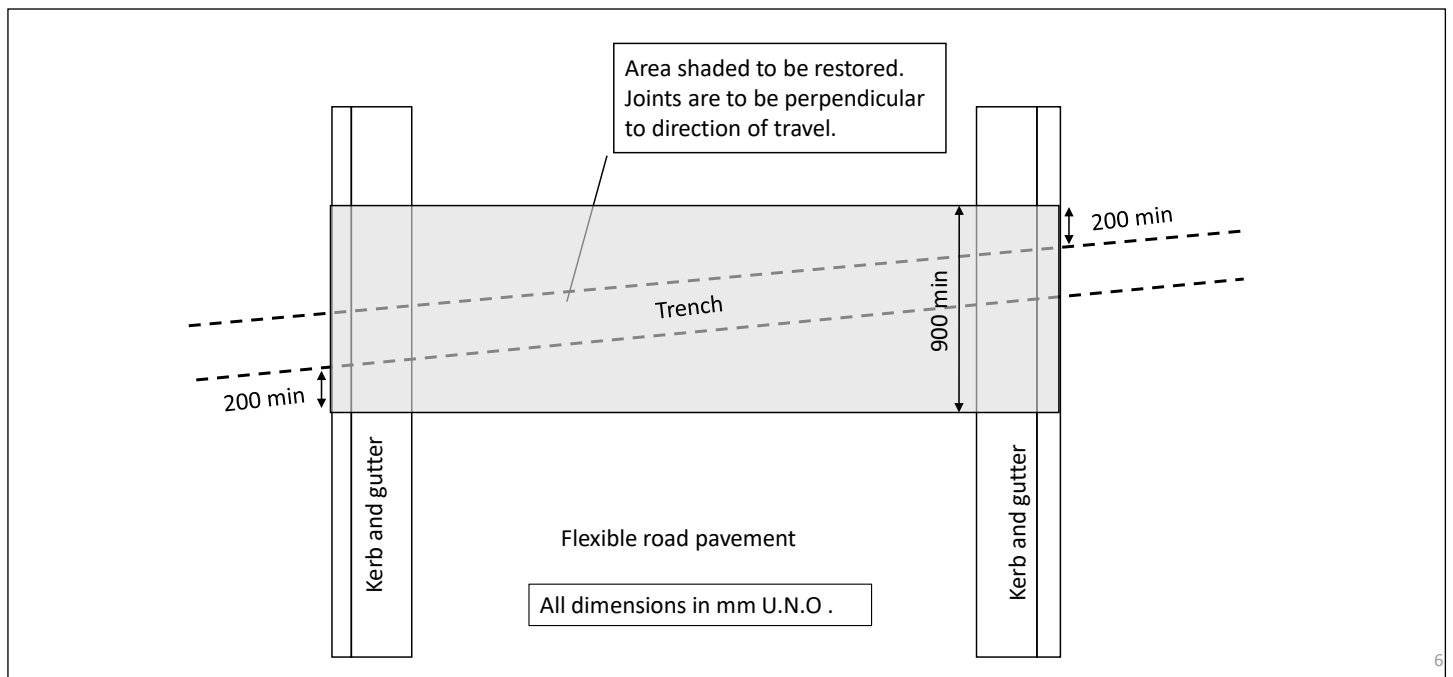 Area shaded to be restored.
Joints are to be perpendicular
to direction of travel.
200 min
Trench
900 min
200 min
Kerb and gutter
Kerb and gutter
Flexible road pavement
All dimensions in mm U.N.O .
6